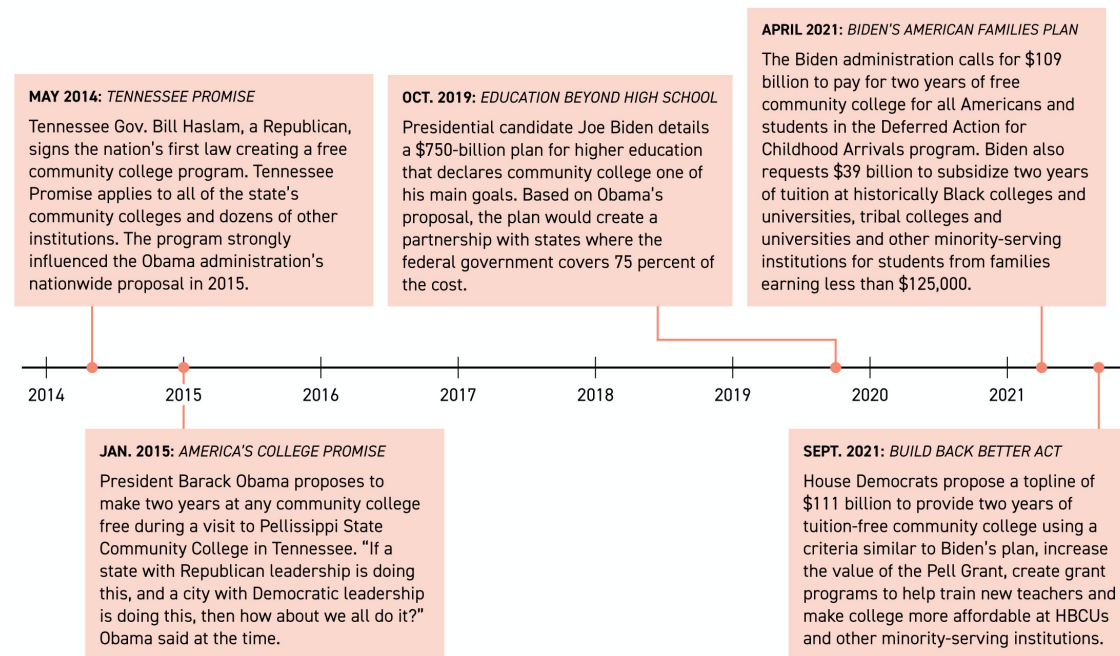 MAY 2014: TENNESSEE PROMISE
Tennessee Gov. Bill Haslam, a Republican,
signs the nation's first law creating a free
community college program. Tennessee
Promise applies to all of the state's
community colleges and dozens of other
institutions. The program strongly
influenced the Obama administration's
nationwide proposal in 2015.
OCT. 2019: EDUCATION BEYOND HIGH SCHOOL
Presidential candidate Joe Biden details
a $750-billion plan for higher education
that declares community college one of
his main goals. Based on Obama's
proposal, the plan would create a
partnership with states where the
federal government covers 75 percent of
the cost.
APRIL 2021: BIDEN'S AMERICAN FAMILIES PLAN
The Biden administration calls for $109
billion to pay for two years of free
community college for all Americans and
students in the Deferred Action for
Childhood Arrivals program. Biden also
requests $39 billion to subsidize two years
of tuition at historically Black colleges and
universities, tribal colleges and
universities and other minority-serving
institutions for students from families
earning less than $125,000.
2014 2015 2016 2017 2018 2019 2020 2021
JAN. 2015: AMERICA'S COLLEGE PROMISE
President Barack Obama proposes to
make two years at any community college
free during a visit to Pellissippi State
Community College in Tennessee. “If a
state with Republican leadership is doing
this, and a city with Democratic leadership
is doing this, then how about we all do it?”
Obama said at the time.
SEPT. 2021: BUILD BACK BETTER ACT
House Democrats propose a topline of
$111 billion to provide two years of
tuition-free community college using a
criteria similar to Biden's plan, increase
the value of the Pell Grant, create grant
programs to help train new teachers and
make college more affordable at HBCUs
and other minority-serving institutions.